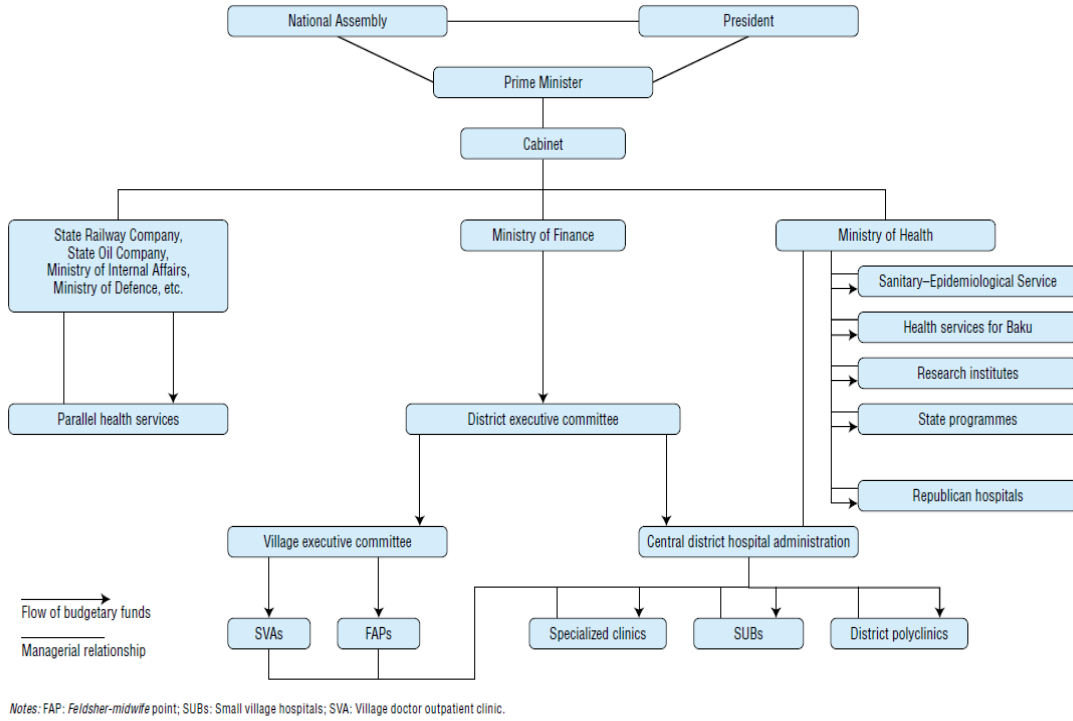 National Assembly
President
Prime Minister
Cabinet
State Railway Company,
State Oil Company,
Ministry of Internal Affairs,
Ministry of Defence, etc.
Ministry of Finance
Ministry of Health
Sanitary–Epidemiological Service
Health services for Baku
Research institutes
State programmes
Republican hospitals
Parallel health services
District executive committee
Village executive committee
Central district hospital administration
Flow of budgetary funds
Managerial relationship
SVAs
FAPs
Specialized clinics
SUBs
District polyclinics
Notes: FAP: Feldsher-midwife point; SUBs: Small village hospitals; SVA: Village doctor outpatient clinic.